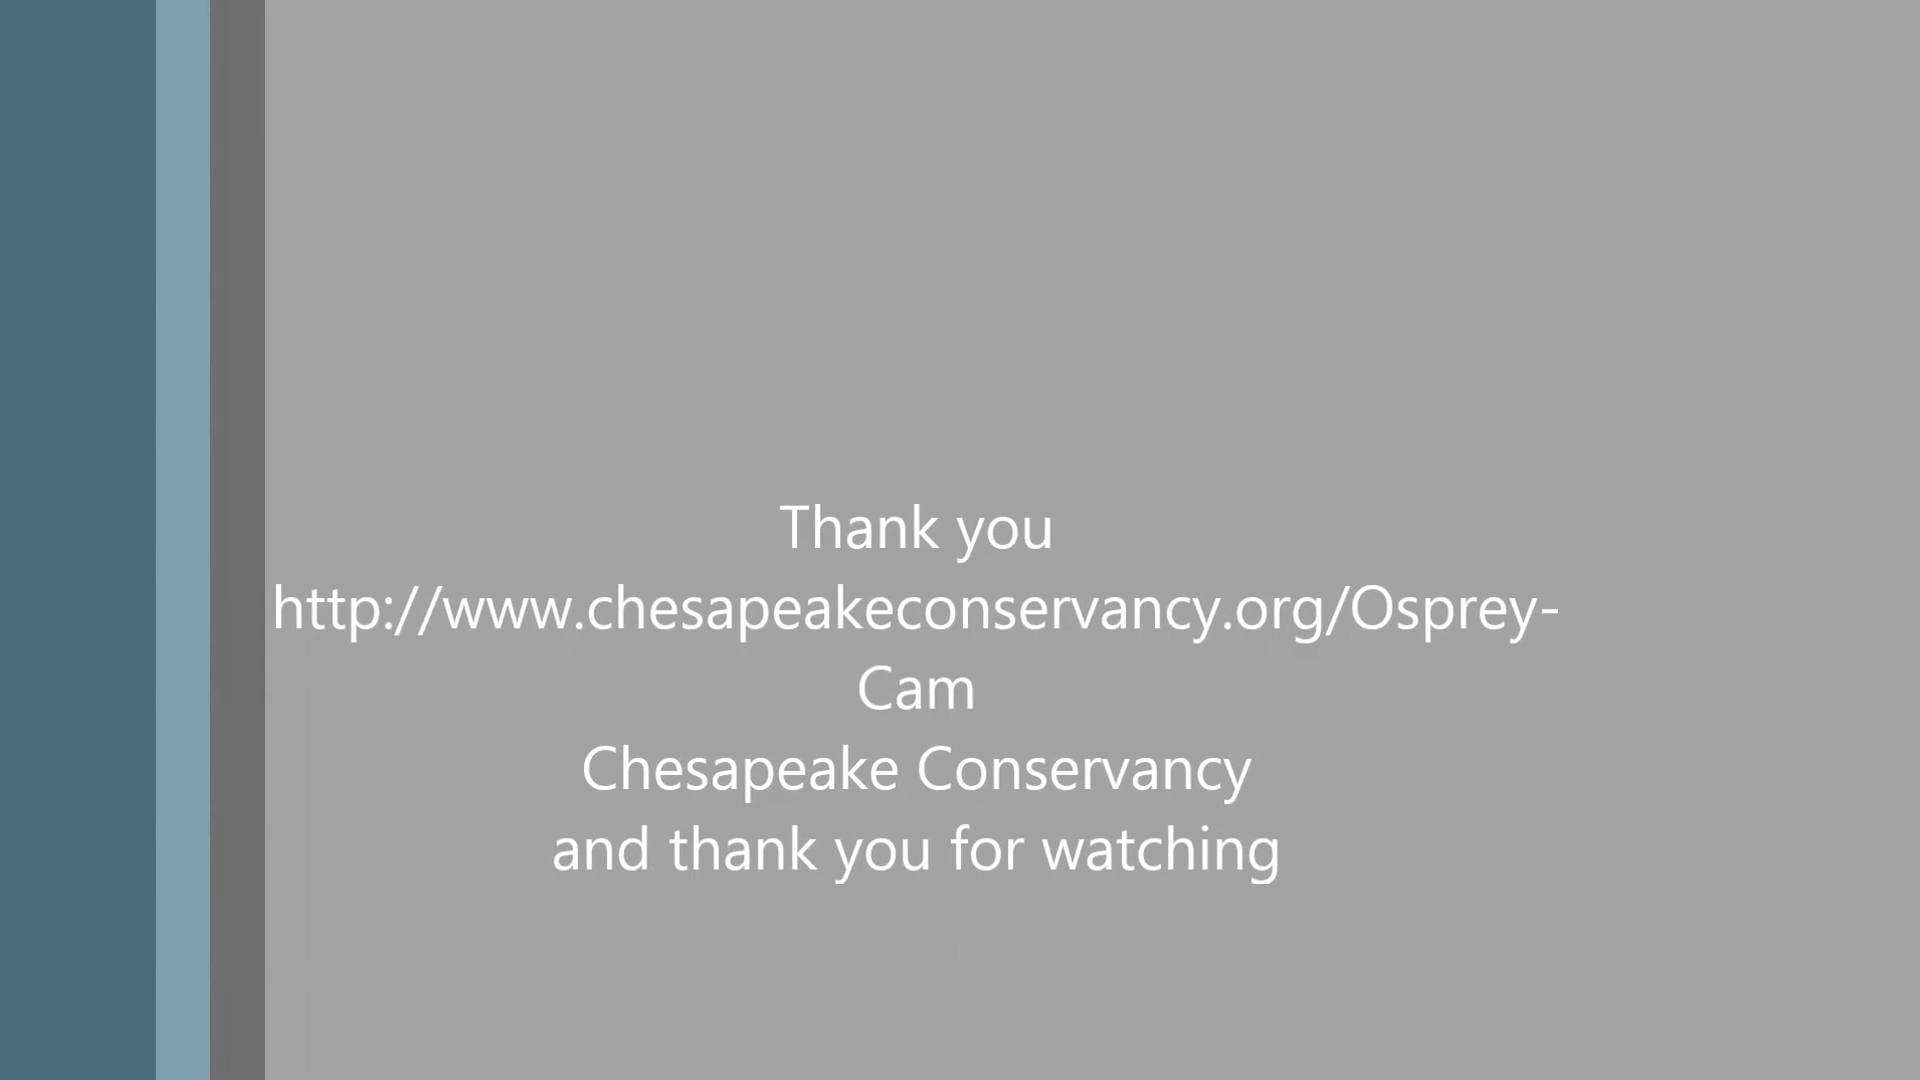 Thank you
http://www.chesapeakeconservancy.org/Osprey-
Cam
Chesapeake Conservancy
and thank you for watching